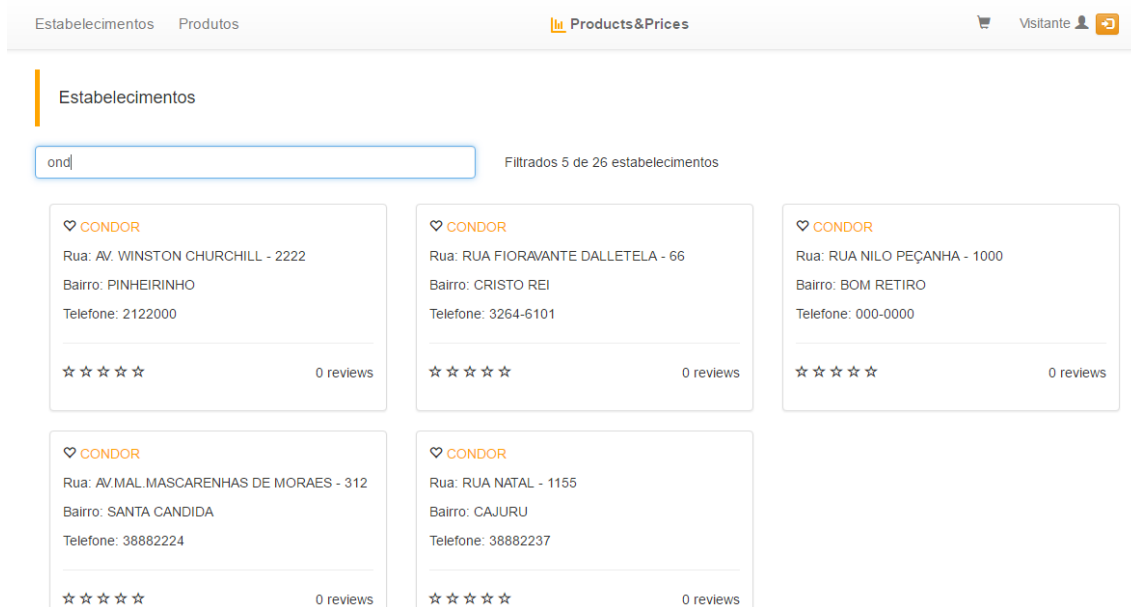 Estabelecimentos Produtos Products&Prices Visitante
Estabelecimentos
ond Filtrados 5 de 26 estabelecimentos
CONDOR
Rua: AV. WINSTON CHURCHILL - 2222
Bairro: PINHEIRINHO
Telefone: 2122000
0 reviews
CONDOR
Rua: RUA FIORAVANTE DALLETELA - 66
Bairro: CRISTO REI
Telefone: 3264-6101
0 reviews
CONDOR
Rua: RUA NILO PEÇANHA - 1000
Bairro: BOM RETIRO
Telefone: 000-0000
0 reviews
CONDOR
Rua: AV.MAL.MASCARENHAS DE MORAES - 312
Bairro: SANTA CANDIDA
Telefone: 38882224
0 reviews
CONDOR
Rua: RUA NATAL - 1155
Bairro: CAJURU
Telefone: 38882237
0 reviews